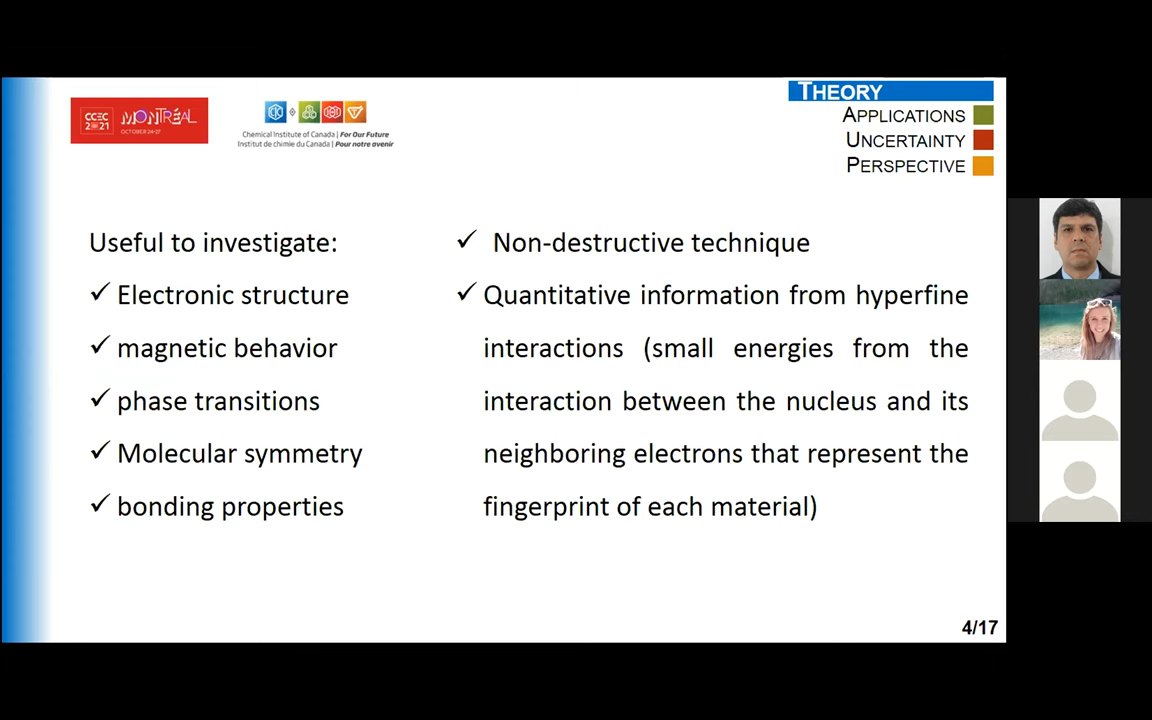 CCEC
2021
MONTRÉAL
OCTOBER 24-27
Chemical Institute of Canada | For Our Future
Institut de chimie du Canada | Pour notre avenir
THEORY
APPLICATIONS
UNCERTAINTY
PERSPECTIVE
Useful to investigate:
✓ Electronic structure
✓ magnetic behavior
✓ phase transitions
✓ Molecular symmetry
✓ bonding properties
✓ Non-destructive technique
✓ Quantitative information from hyperfine
interactions (small energies from the
interaction between the nucleus and its
neighboring electrons that represent the
fingerprint of each material)
4/17